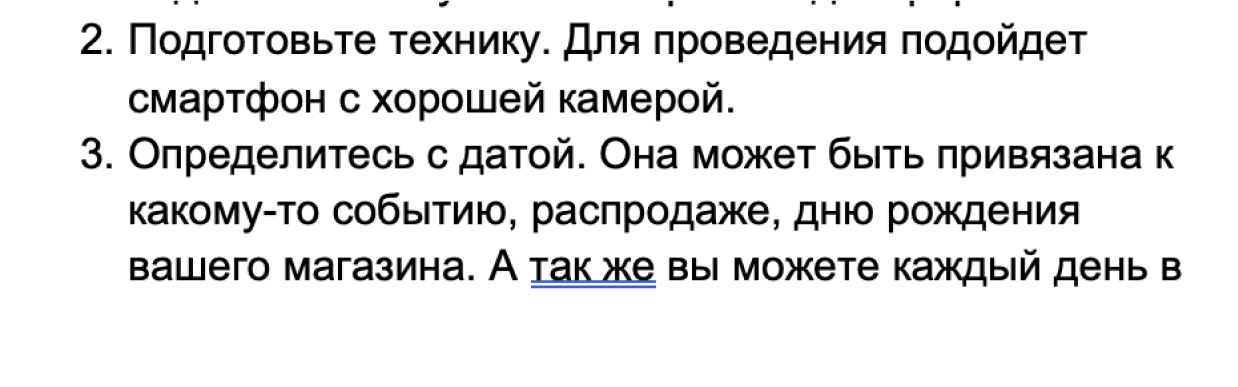 2. Подготовьте технику. Для проведения подойдет
смартфон с хорошей камерой.
3. Определитесь с датой. Она может быть привязана к
какому-то событию, распродаже, дню рождения
вашего магазина. А так же вы можете каждый день в